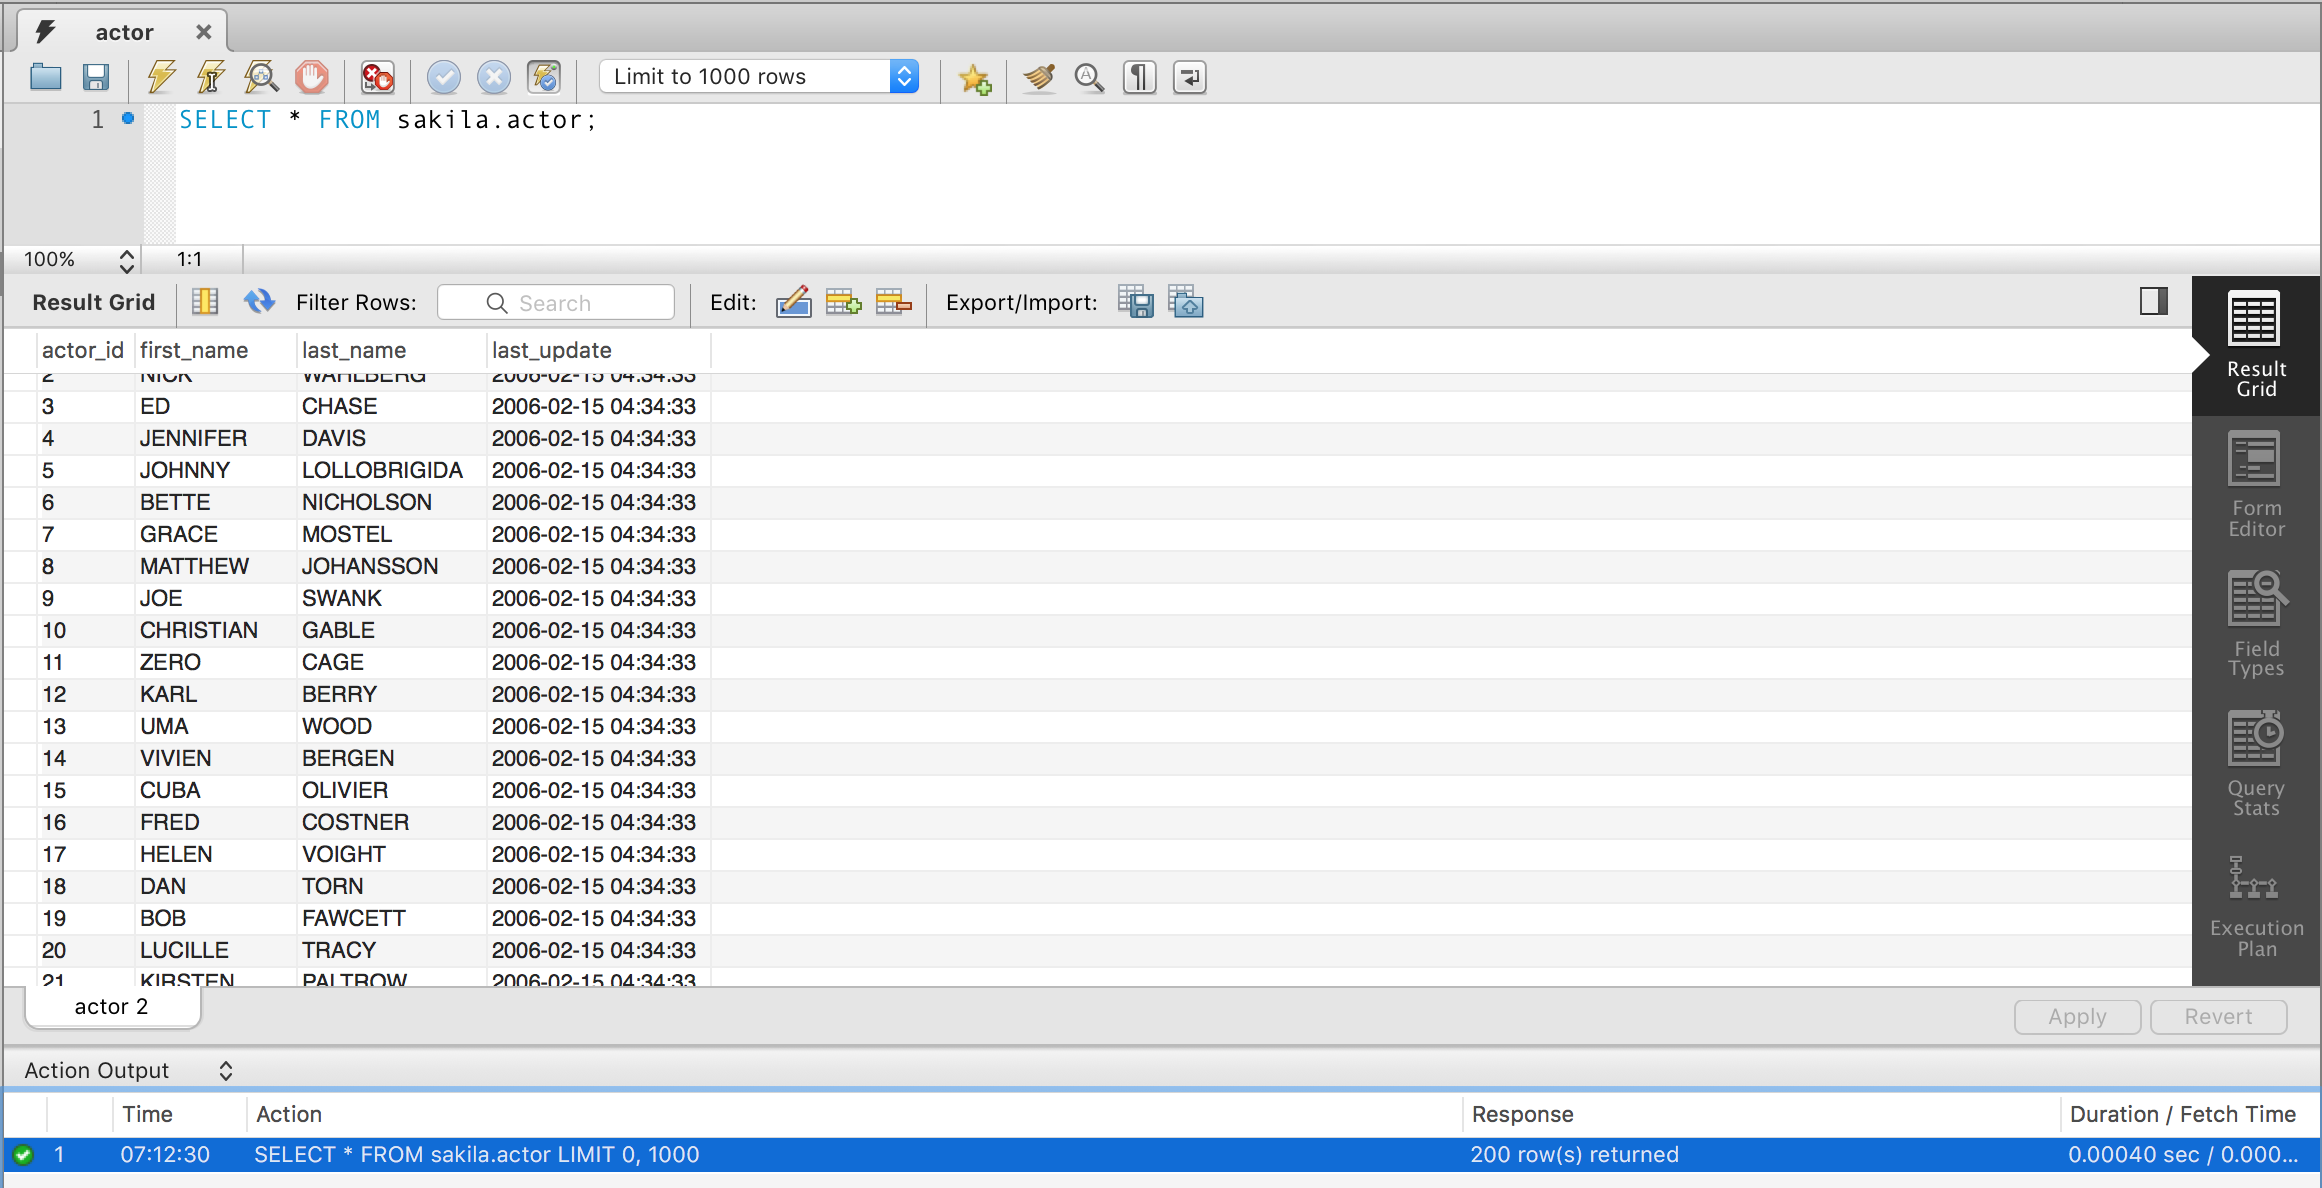 actor
Limit to 1000 rows
1 SELECT * FROM sakila.actor;
100% 1:1
Result Grid Filter Rows: Search Edit: Export/Import:
actor_id first_name last_name last_update
2 NICK WAHLBERG 2006-02-15 04:34:33
3 ED CHASE 2006-02-15 04:34:33
4 JENNIFER DAVIS 2006-02-15 04:34:33
5 JOHNNY LOLLOBRIGIDA 2006-02-15 04:34:33
6 BETTE NICHOLSON 2006-02-15 04:34:33
7 GRACE MOSTEL 2006-02-15 04:34:33
8 MATTHEW JOHANSSON 2006-02-15 04:34:33
9 JOE SWANK 2006-02-15 04:34:33
10 CHRISTIAN GABLE 2006-02-15 04:34:33
11 ZERO CAGE 2006-02-15 04:34:33
12 KARL BERRY 2006-02-15 04:34:33
13 UMA WOOD 2006-02-15 04:34:33
14 VIVIEN BERGEN 2006-02-15 04:34:33
15 CUBA OLIVIER 2006-02-15 04:34:33
16 FRED COSTNER 2006-02-15 04:34:33
17 HELEN VOIGHT 2006-02-15 04:34:33
18 DAN TORN 2006-02-15 04:34:33
19 BOB FAWCETT 2006-02-15 04:34:33
20 LUCILLE TRACY 2006-02-15 04:34:33
21 KIRSTEN PALTROW 2006-02-15 04:34:33
Result
Grid
Form
Editor
Field
Types
Query
Stats
Execution
Plan
actor 2
Apply Revert
Action Output
Time Action Response Duration / Fetch Time
1 07:12:30 SELECT * FROM sakila.actor LIMIT 0, 1000 200 row(s) returned 0.00040 sec / 0.000...